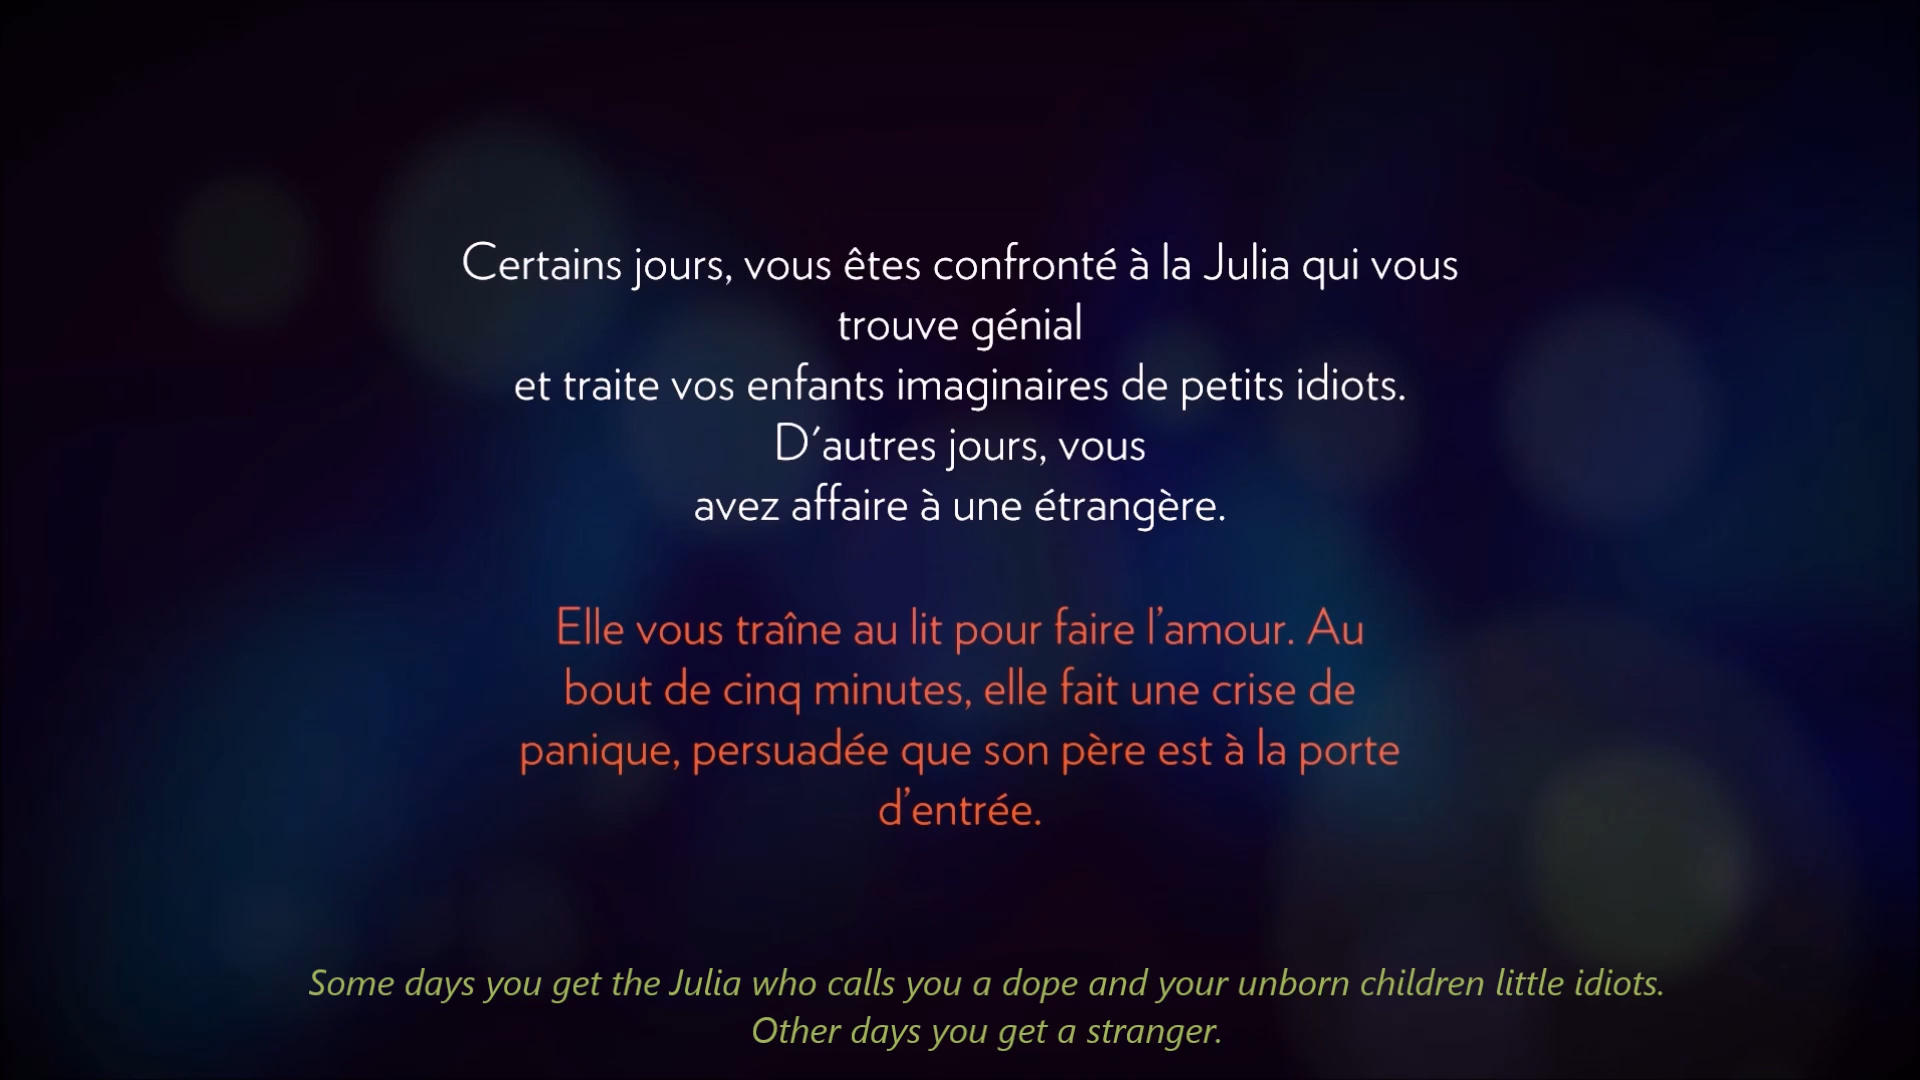 Certains jours, vous êtes confronté à la Julia qui vous
trouve génial
et traite vos enfants imaginaires de petits idiots.
D'autres jours, vous
avez affaire à une étrangère.
Elle vous traîne au lit pour faire l'amour. Au
bout de cinq minutes, elle fait une crise de
panique, persuadée que son père est à la porte
d'entrée.
Some days you get the Julia who calls you a dope and your unborn children little idiots.
Other days you get a stranger.